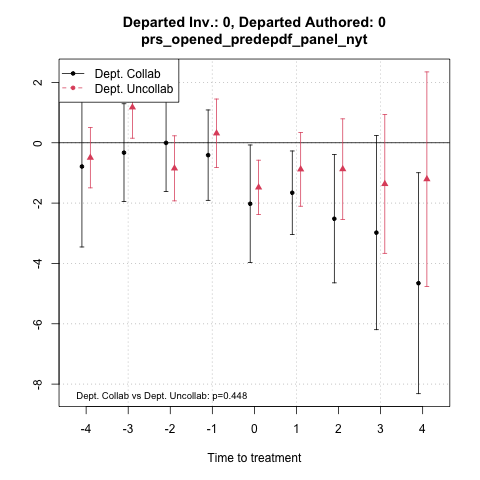 Departed Inv.: 0, Departed Authored: 0
prs_opened_predepdf_panel_nyt
Dept. Collab
Dept. Uncollab
2
0
-2
-4
-6
-8
Dept. Collab vs Dept. Uncollab: p=0.448
-4 -3 -2 -1 0 1 2 3 4
Time to treatment